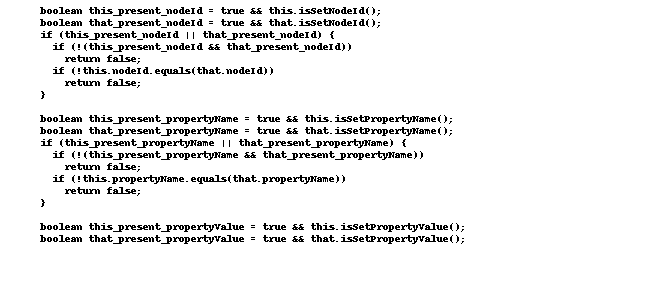 boolean this_present_nodeId = true && this.isSetNodeId();
boolean that_present_nodeId = true && that.isSetNodeId();
if (this_present_nodeId || that_present_nodeId) {
if (!(this_present_nodeId && that_present_nodeId))
return false;
if (!this.nodeId.equals(that.nodeId))
return false;
}
boolean this_present_propertyName = true && this.isSetPropertyName();
boolean that_present_propertyName = true && that.isSetPropertyName();
if (this_present_propertyName || that_present_propertyName) {
if (!(this_present_propertyName && that_present_propertyName))
return false;
if (!this.propertyName.equals(that.propertyName))
return false;
}
boolean this_present_propertyValue = true && this.isSetPropertyValue();
boolean that_present_propertyValue = true && that.isSetPropertyValue();